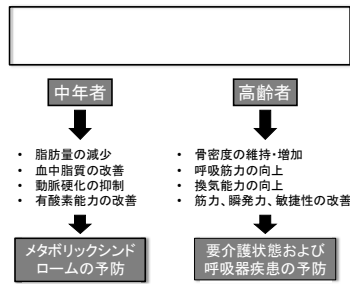 中年者
高齢者
• 脂肪量の減少
• 血中脂質の改善
• 動脈硬化の抑制
• 有酸素能力の改善
• 骨密度の維持・増加
• 呼吸筋力の向上
• 換気能力の向上
• 筋力、瞬発力、敏捷性の改善
メタボリックシンド
ロームの予防
要介護状態および
呼吸器疾患の予防